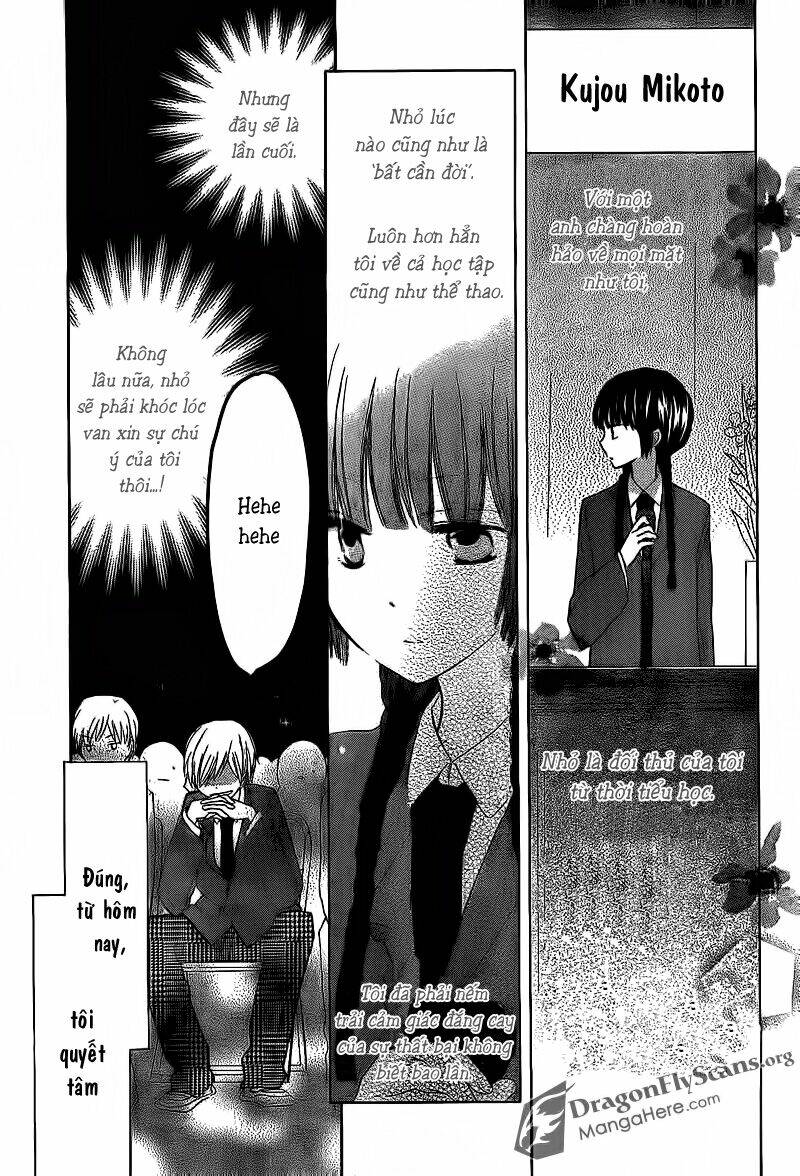 Kujou Mikoto
Với một
anh chàng hoàn
hảo về mọi mặt
như tôi,
Nhỏ là đối thủ của tôi
từ thời tiểu học.
Nhỏ lúc
nào cũng như là
'bất cần đời'.
Luôn hơn hẳn
tôi về cả học tập
cũng như thể thao.
Tôi đã phải nếm
trải cảm giác đắng cay
của sự thất bại không
biết bao lần.
Nhưng
đây sẽ là
lần cuối.
Không
lâu nữa, nhỏ
sẽ phải khóc lóc
van xin sự chú
ý của tôi
thôi...!
Hehe
hehe
Đúng,
từ hôm
nay,
tôi
quyết
tâm
DragonFlyScans.org
MangaHere.com